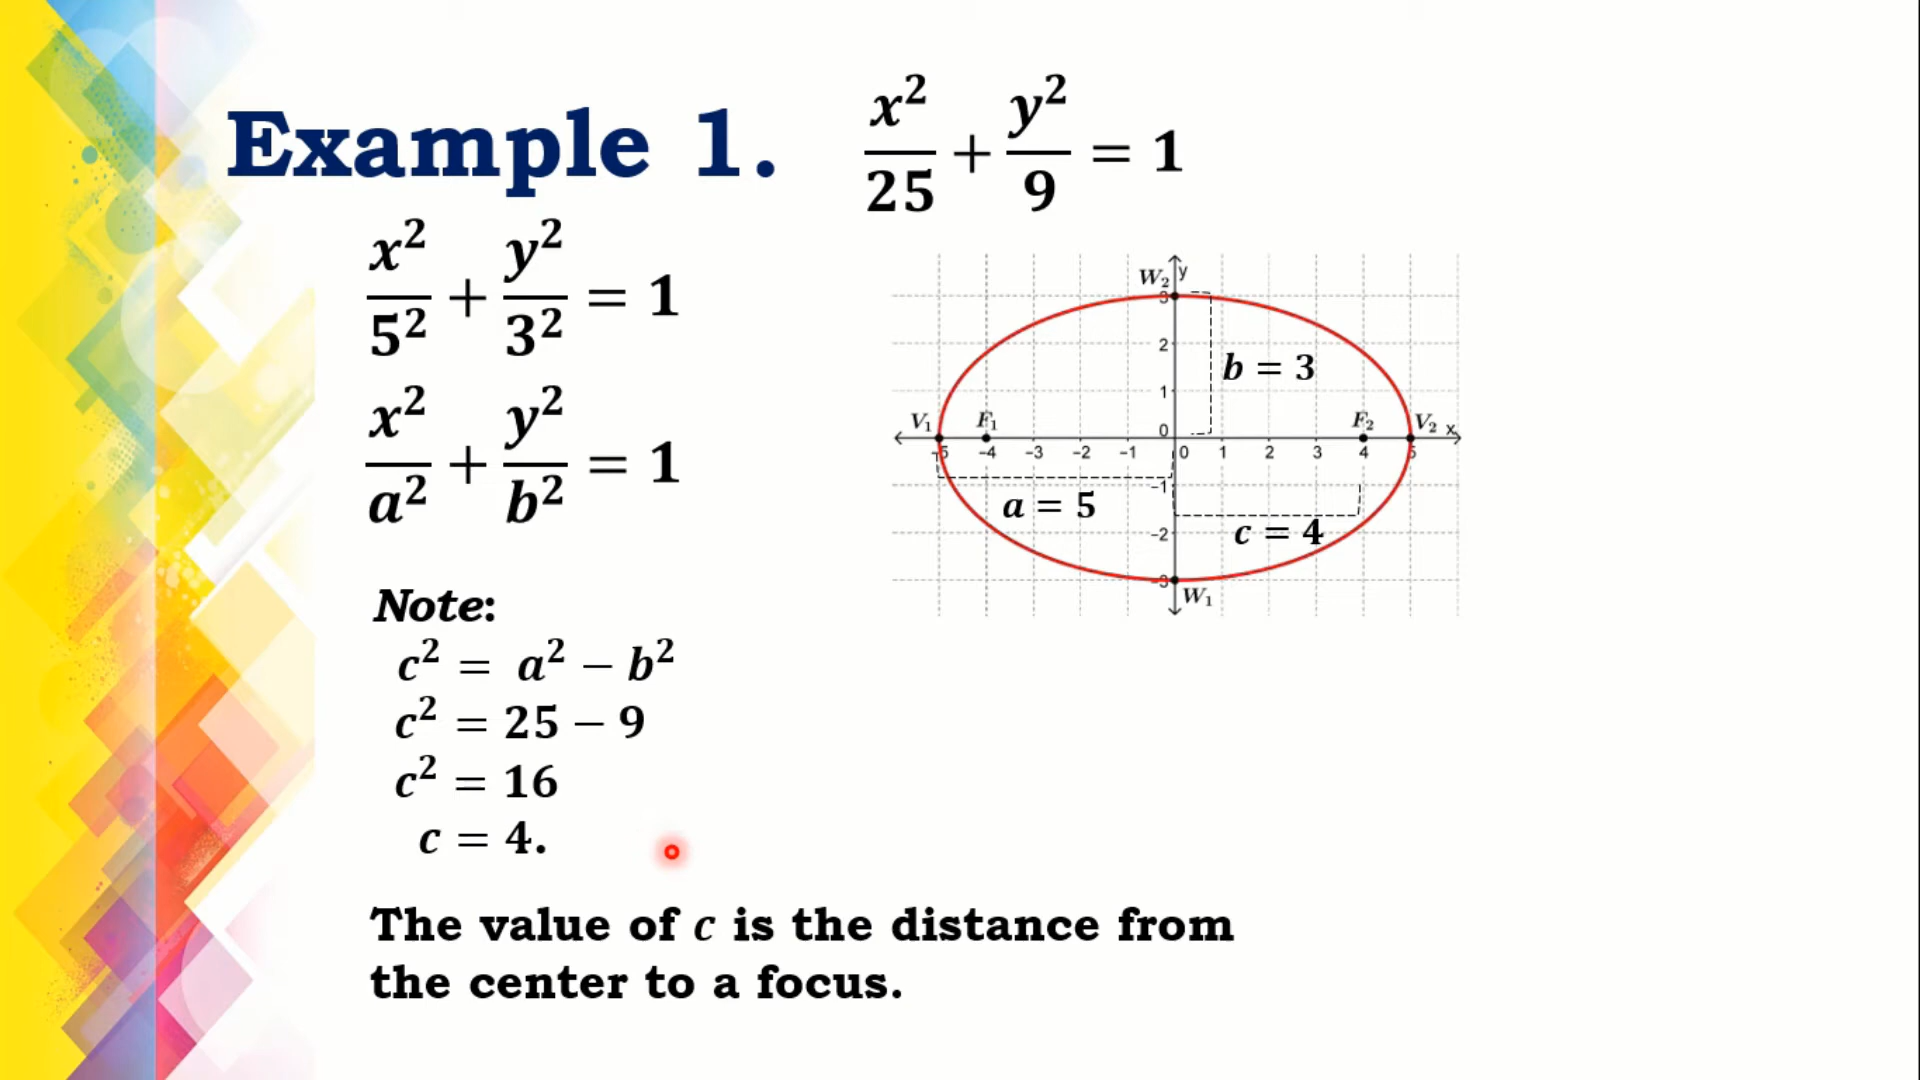 Example 1.
x²/25 + y²/9 = 1
x²/5² + y²/3² = 1
x²/a² + y²/b² = 1
Note:
c² = a² − b²
c² = 25 − 9
c² = 16
c = 4.
The value of c is the distance from
the center to a focus.
W₂ y
3
2
b = 3
1
V₁ F₁ 0 F₂ V₂ x
−5 −4 −3 −2 −1 0 1 2 3 4 5
−1
a = 5
−2
c = 4
−3
W₁